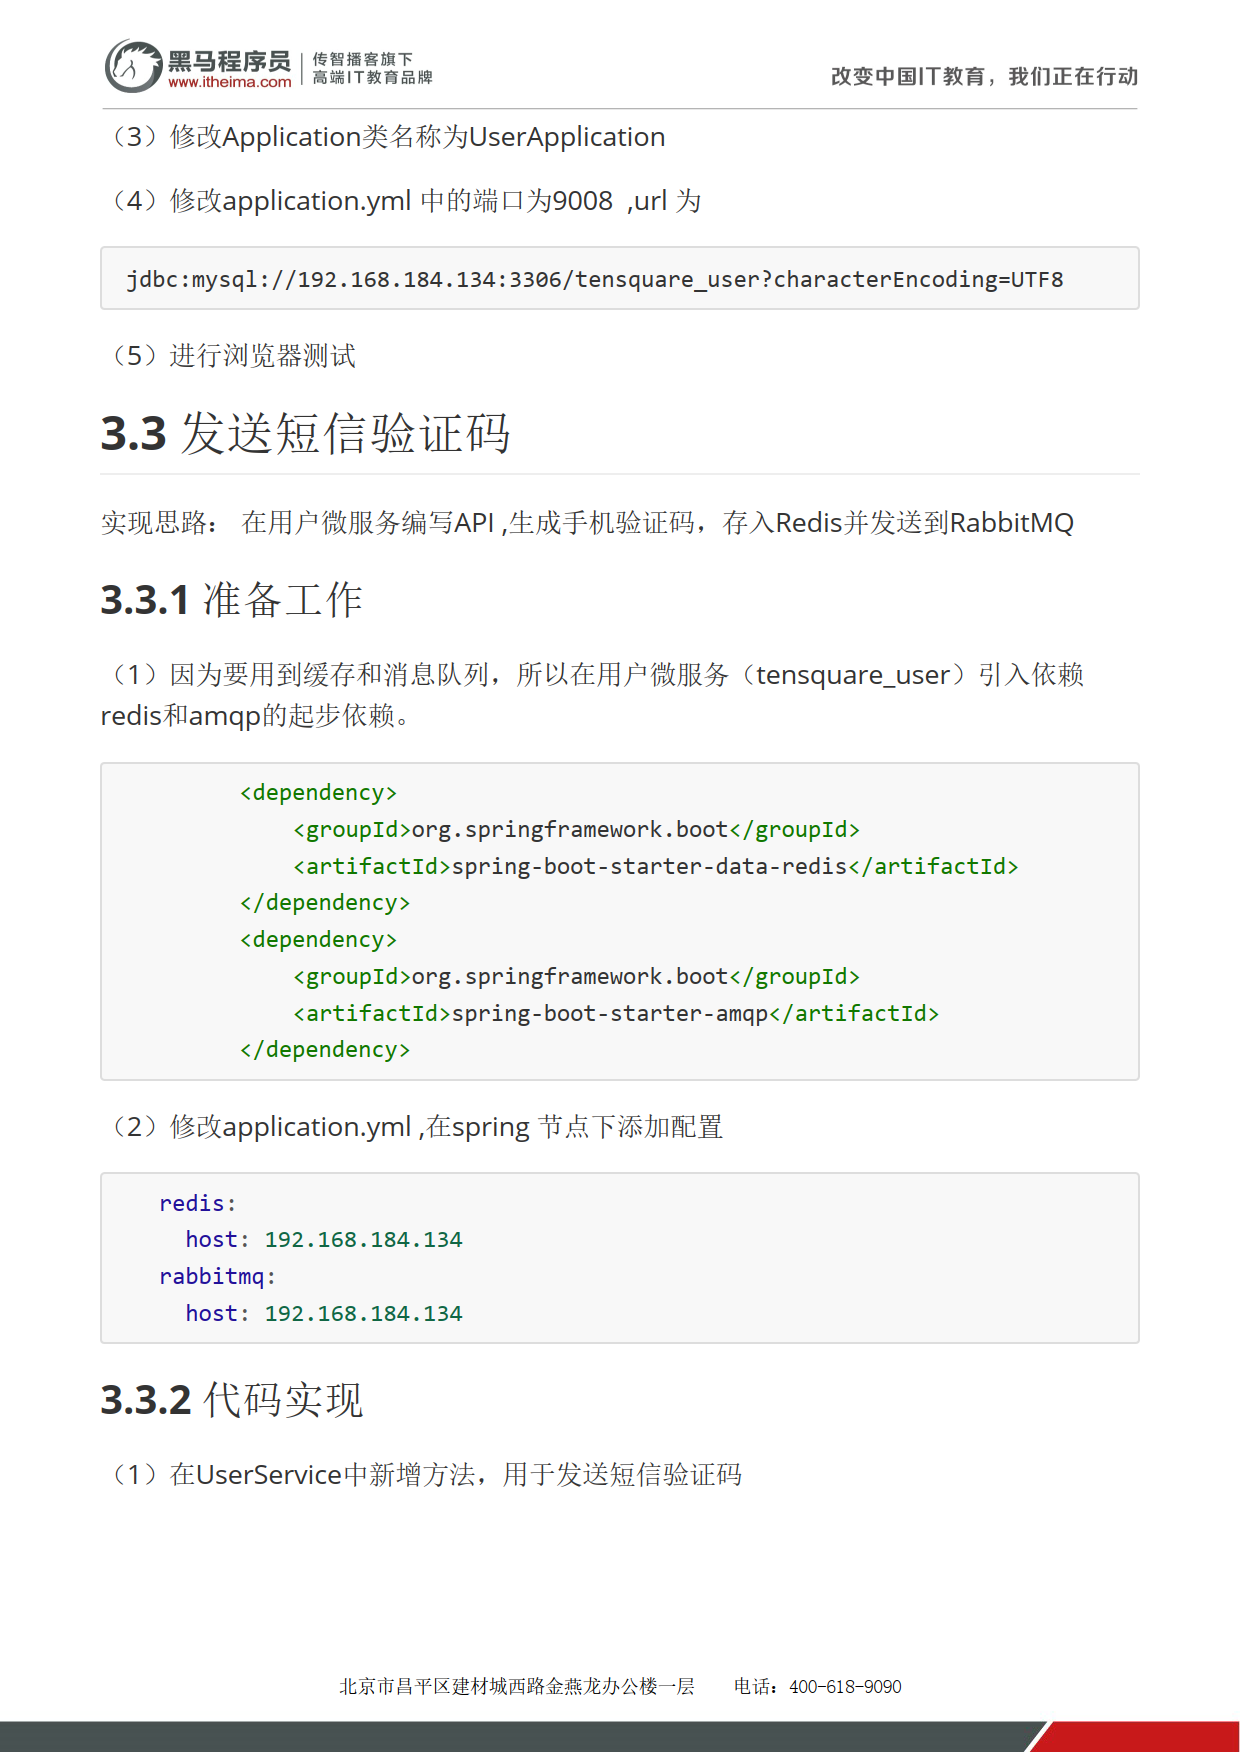 黑马程序员
www.itheima.com
传智播客旗下
高端IT教育品牌
改变中国IT教育，我们正在行动
（3）修改Application类名称为UserApplication
（4）修改application.yml 中的端口为9008 ,url 为
jdbc:mysql://192.168.184.134:3306/tensquare_user?characterEncoding=UTF8
（5）进行浏览器测试
3.3 发送短信验证码
实现思路： 在用户微服务编写API ,生成手机验证码，存入Redis并发送到RabbitMQ
3.3.1 准备工作
（1）因为要用到缓存和消息队列，所以在用户微服务（tensquare_user）引入依赖
redis和amqp的起步依赖。
<dependency>
<groupId>org.springframework.boot</groupId>
<artifactId>spring-boot-starter-data-redis</artifactId>
</dependency>
<dependency>
<groupId>org.springframework.boot</groupId>
<artifactId>spring-boot-starter-amqp</artifactId>
</dependency>
（2）修改application.yml ,在spring 节点下添加配置
redis:
host: 192.168.184.134
rabbitmq:
host: 192.168.184.134
3.3.2 代码实现
（1）在UserService中新增方法，用于发送短信验证码
北京市昌平区建材城西路金燕龙办公楼一层 电话：400-618-9090